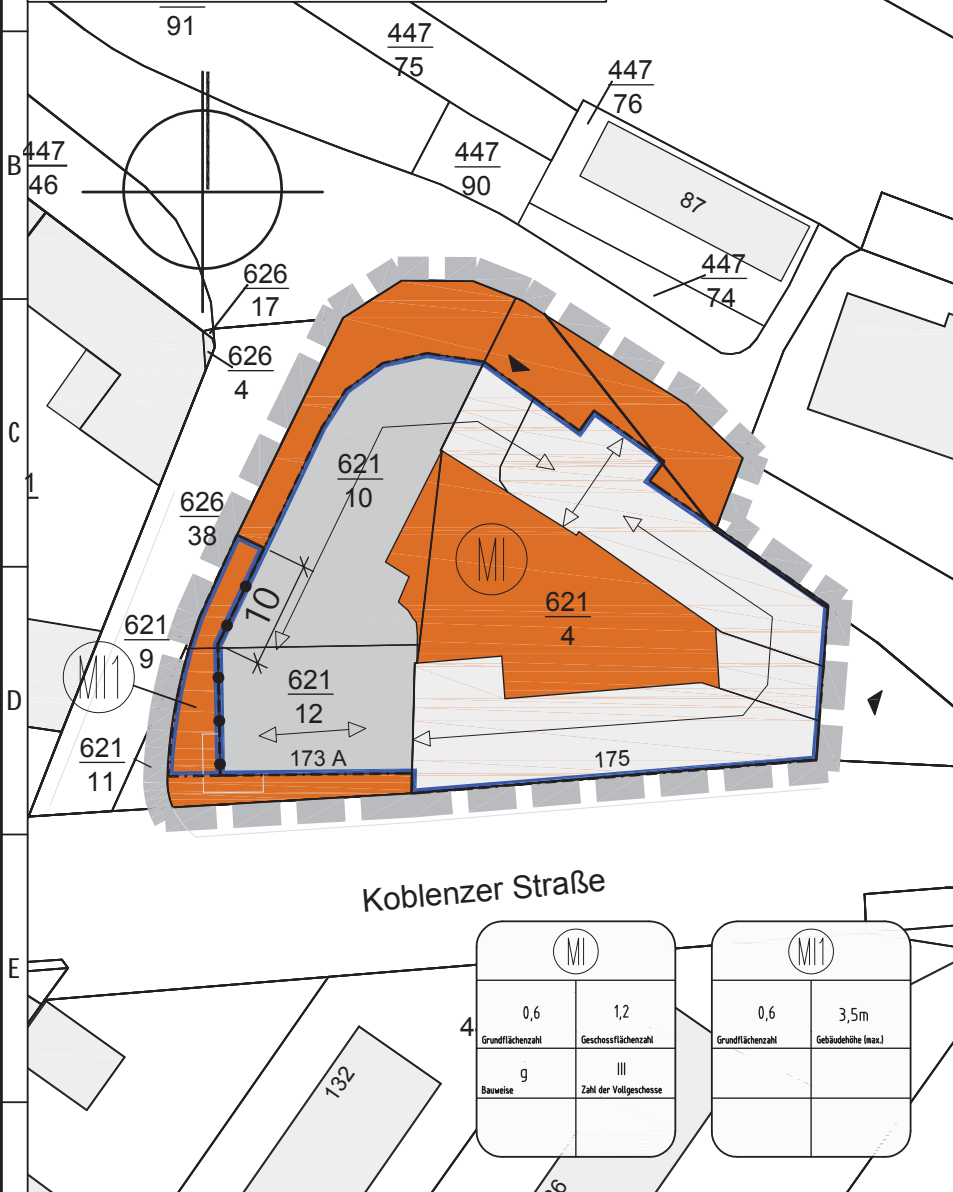 91
447
75
447
76
B
447
46
447
90
87
447
74
626
17
626
4
C
621
10
1
626
38
MI
10
621
4
621
9
MI1
D
621
12
173 A
175
621
11
Koblenzer Straße
E
MI
0,6
1,2
Grundflächenzahl
Geschossflächenzahl
g
III
Bauweise
Zahl der Vollgeschosse
MI1
0,6
3,5m
Grundflächenzahl
Gebäudehöhe (max.)
4
132